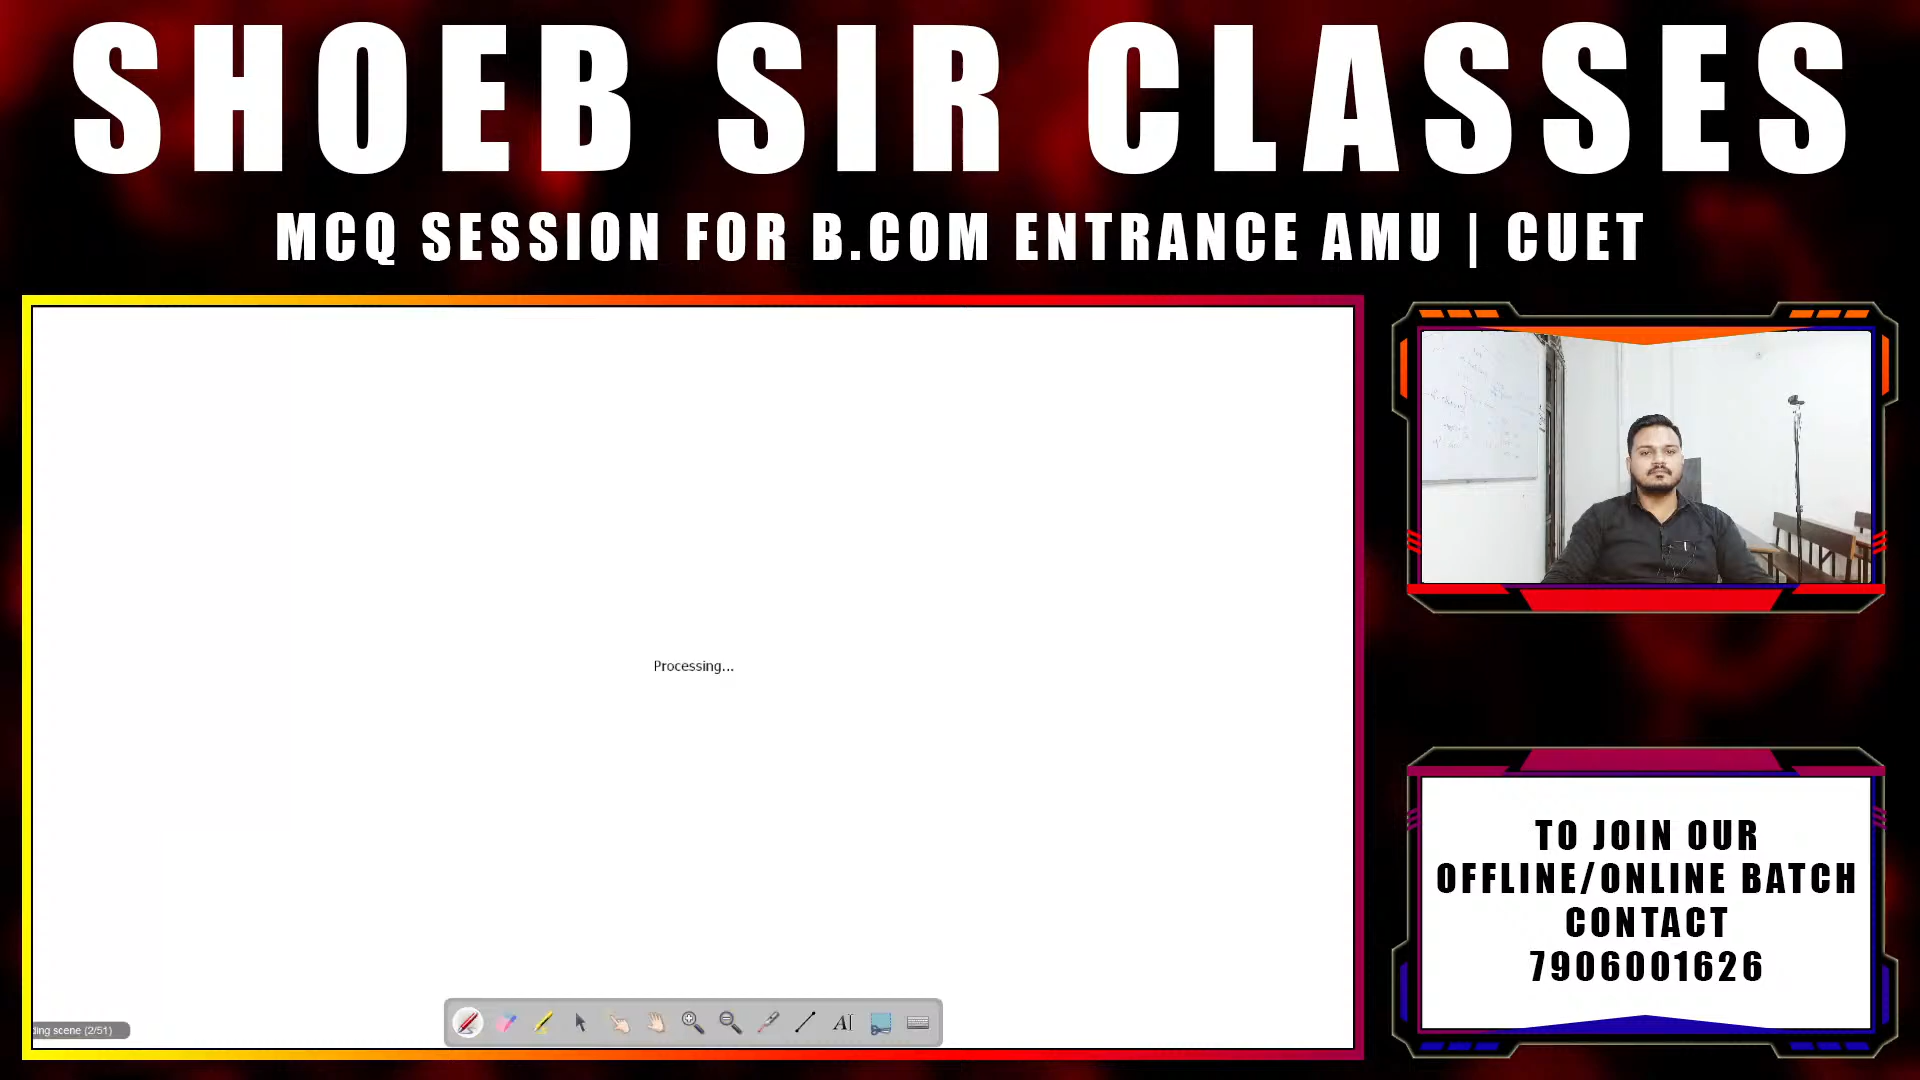 SHOEB SIR CLASSES
MCQ SESSION FOR B.COM ENTRANCE AMU | CUET
Processing...
ding scene (2/51)
TO JOIN OUR
OFFLINE/ONLINE BATCH
CONTACT
7906001626